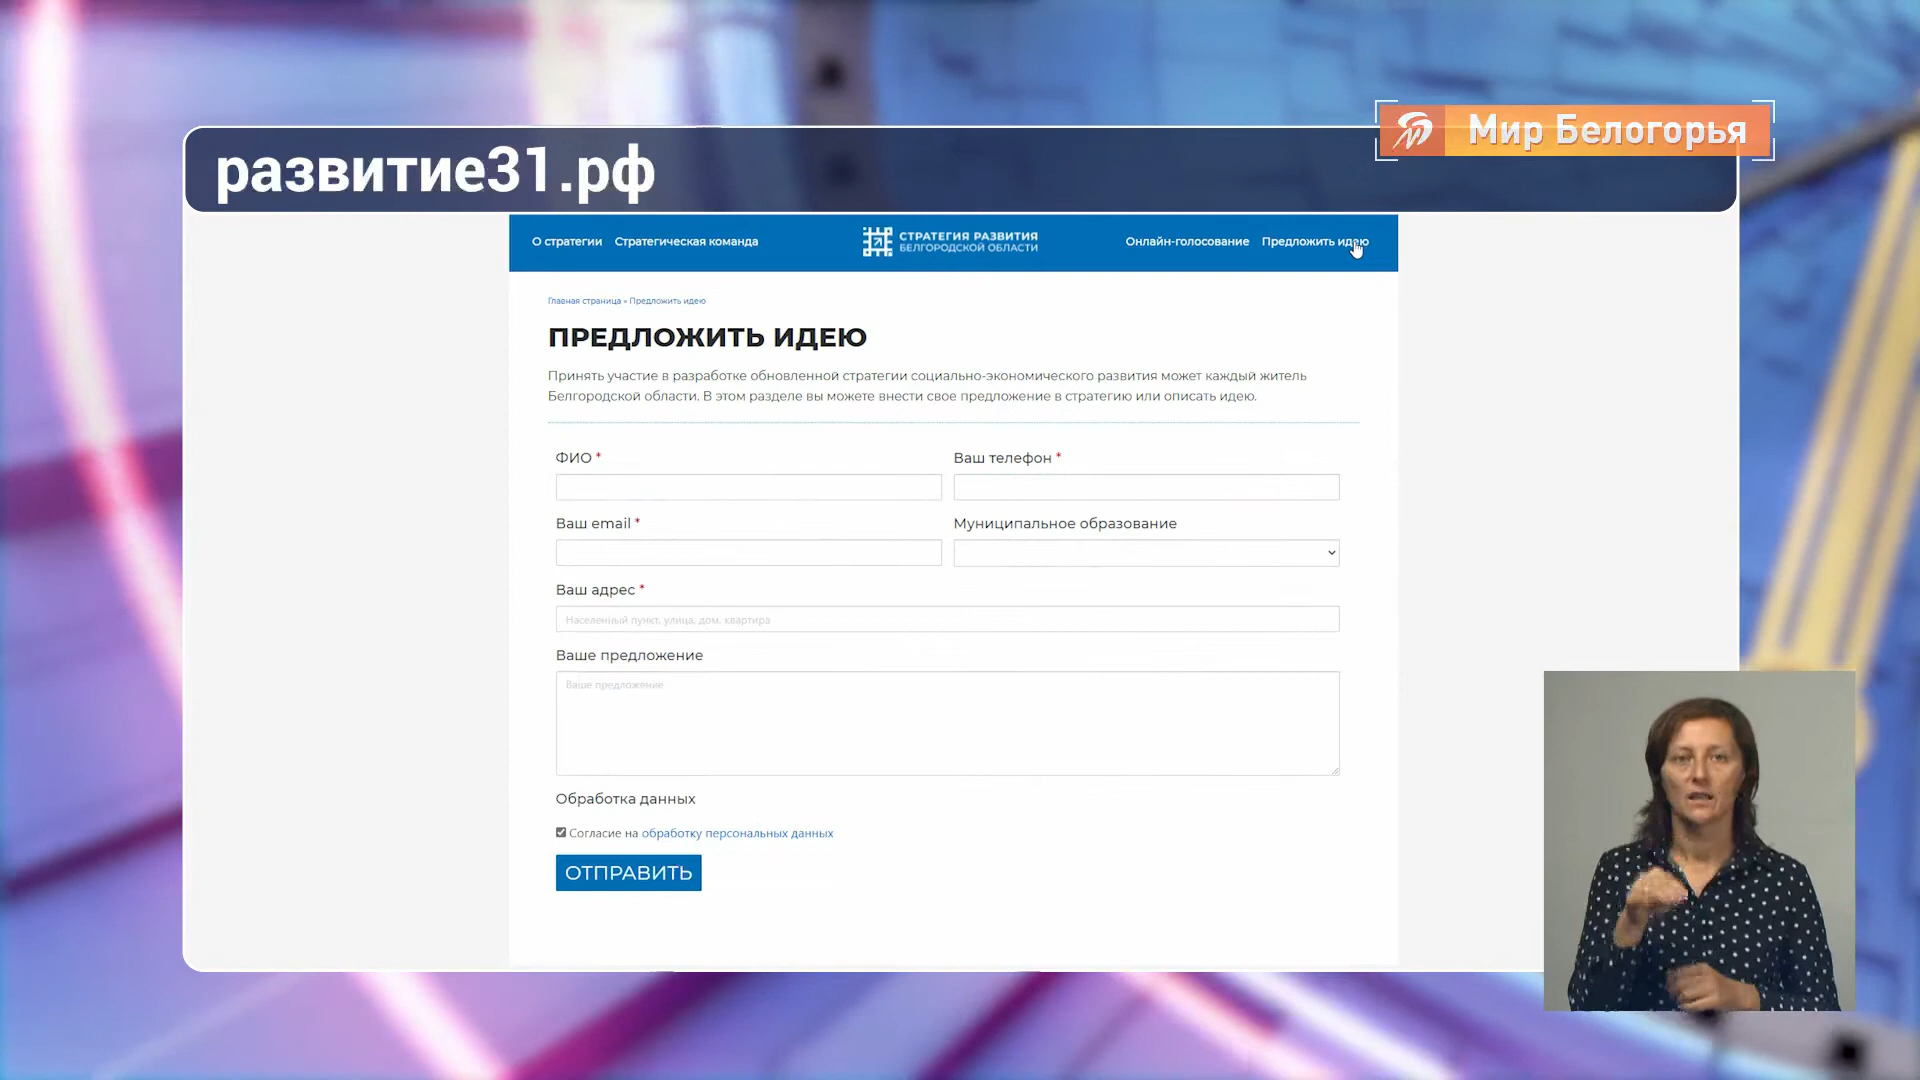 Мир Белогорья
развитие31.рф
О стратегии Стратегическая команда
СТРАТЕГИЯ РАЗВИТИЯ
БЕЛГОРОДСКОЙ ОБЛАСТИ
Онлайн-голосование Предложить идею
Главная страница » Предложить идею
ПРЕДЛОЖИТЬ ИДЕЮ
Принять участие в разработке обновленной стратегии социально-экономического развития может каждый житель
Белгородской области. В этом разделе вы можете внести свое предложение в стратегию или описать идею.
ФИО *
Ваш телефон *
Ваш email *
Муниципальное образование
Ваш адрес *
Населенный пункт, улица, дом, квартира
Ваше предложение
Ваше предложение
Обработка данных
Согласие на обработку персональных данных
ОТПРАВИТЬ